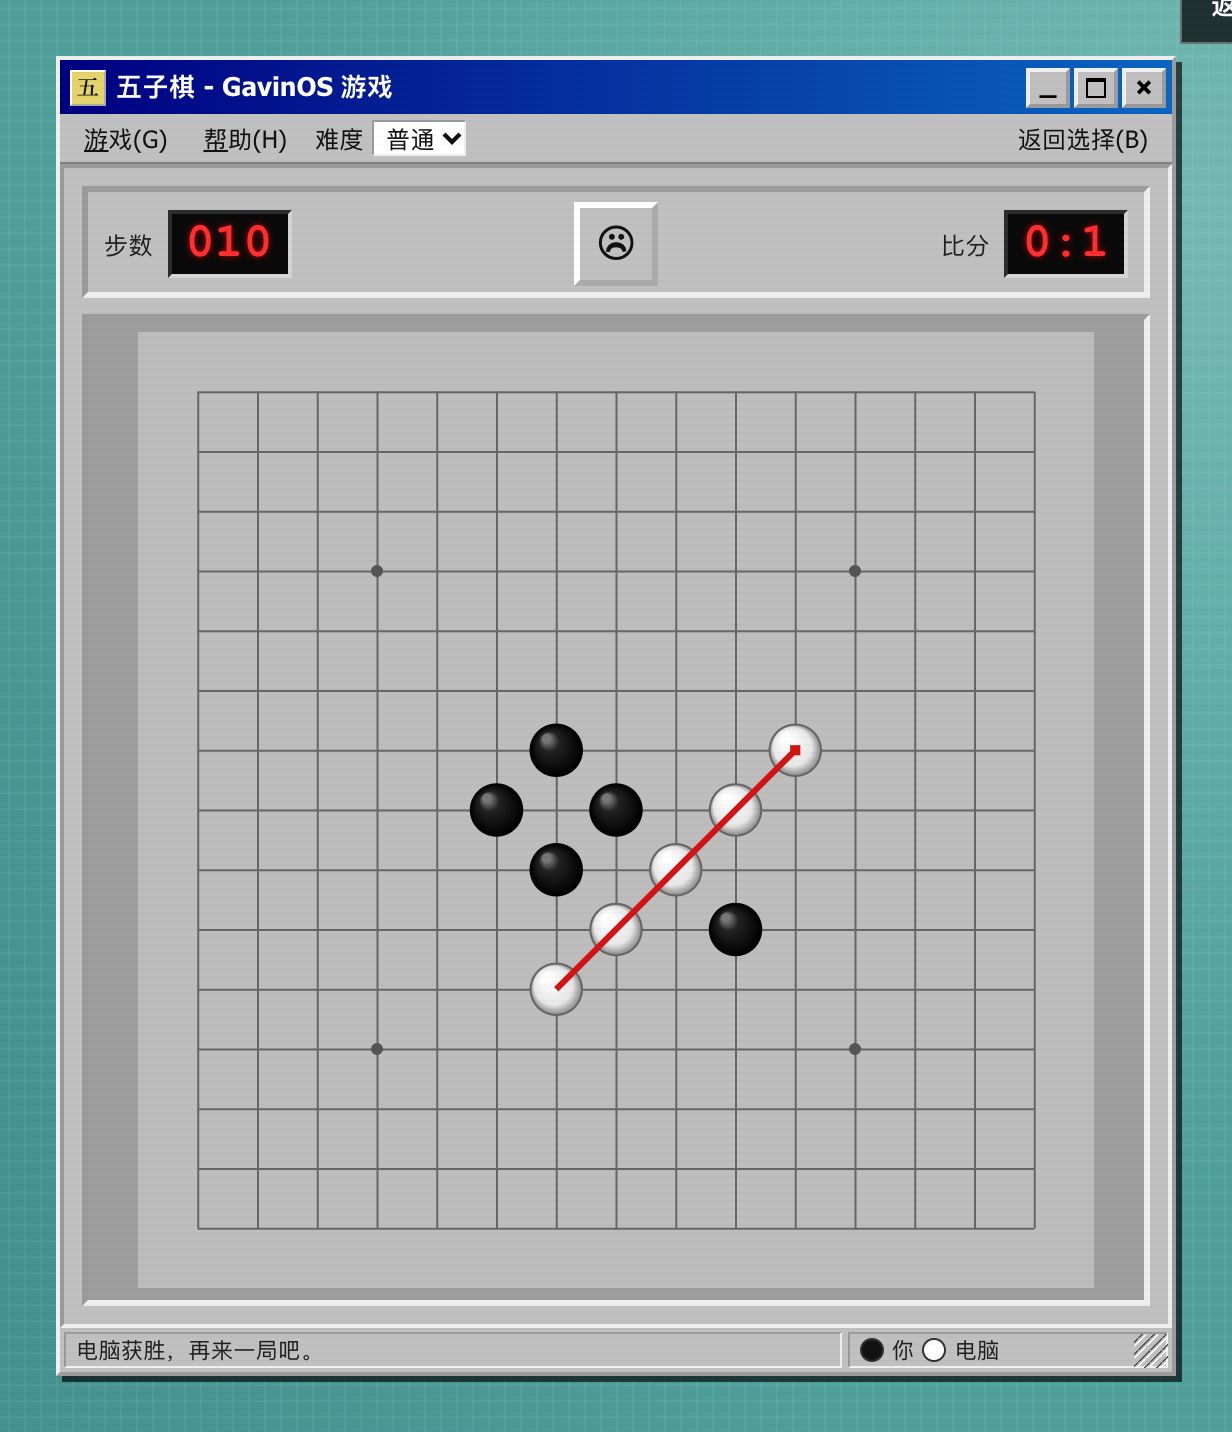 返
五 五子棋 - GavinOS 游戏
游戏(G) 帮助(H) 难度 普通 返回选择(B)
步数 010 比分 0:1
电脑获胜，再来一局吧。 你 电脑